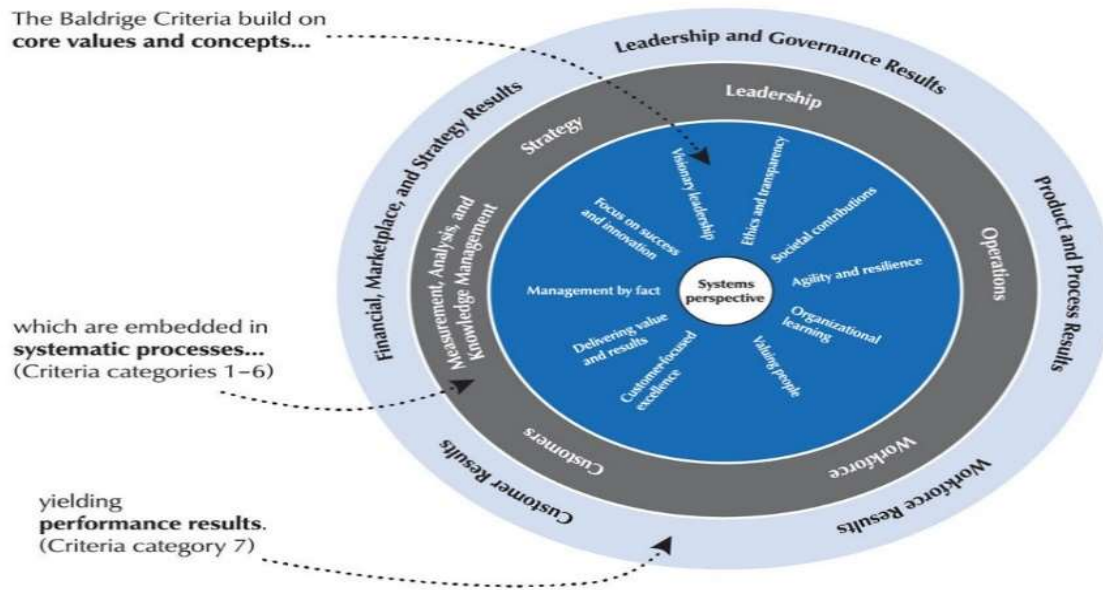 The Baldrige Criteria build on
core values and concepts...
which are embedded in
systematic processes...
(Criteria categories 1–6)
yielding
performance results.
(Criteria category 7)
Leadership and Governance Results
Product and Process Results
Workforce Results
Customer Results
Financial, Marketplace, and Strategy Results
Leadership
Operations
Workforce
Customers
Measurement, Analysis, and
Knowledge Management
Strategy
Visionary leadership
Ethics and transparency
Societal contributions
Agility and resilience
Organizational
learning
Valuing people
Customer-focused
excellence
Delivering value
and results
Management by fact
Focus on success
and innovation
Systems
perspective